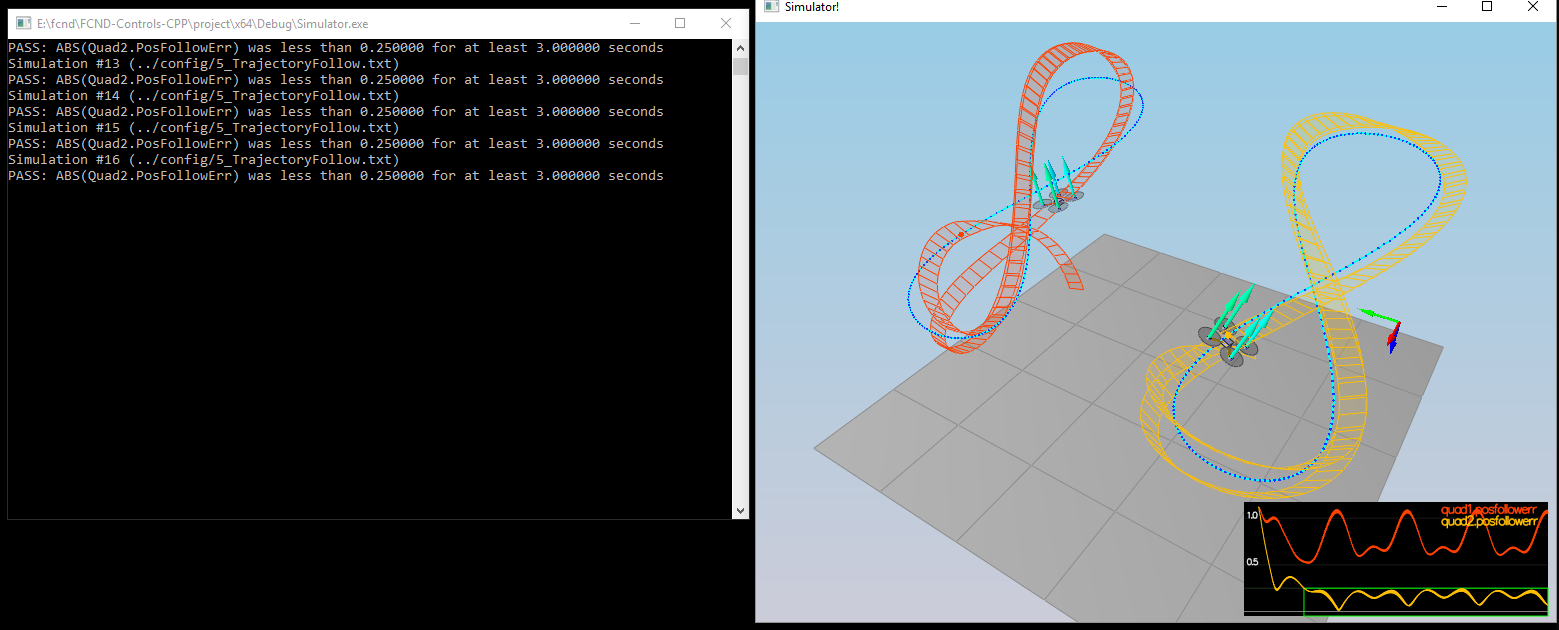 E:\fcnd\FCND-Controls-CPP\project\x64\Debug\Simulator.exe
PASS: ABS(Quad2.PosFollowErr) was less than 0.250000 for at least 3.000000 seconds
Simulation #13 (../config/5_TrajectoryFollow.txt)
PASS: ABS(Quad2.PosFollowErr) was less than 0.250000 for at least 3.000000 seconds
Simulation #14 (../config/5_TrajectoryFollow.txt)
PASS: ABS(Quad2.PosFollowErr) was less than 0.250000 for at least 3.000000 seconds
Simulation #15 (../config/5_TrajectoryFollow.txt)
PASS: ABS(Quad2.PosFollowErr) was less than 0.250000 for at least 3.000000 seconds
Simulation #16 (../config/5_TrajectoryFollow.txt)
PASS: ABS(Quad2.PosFollowErr) was less than 0.250000 for at least 3.000000 seconds
Simulator!
quad1.posfollowerr
quad2.posfollowerr
1.0
0.5